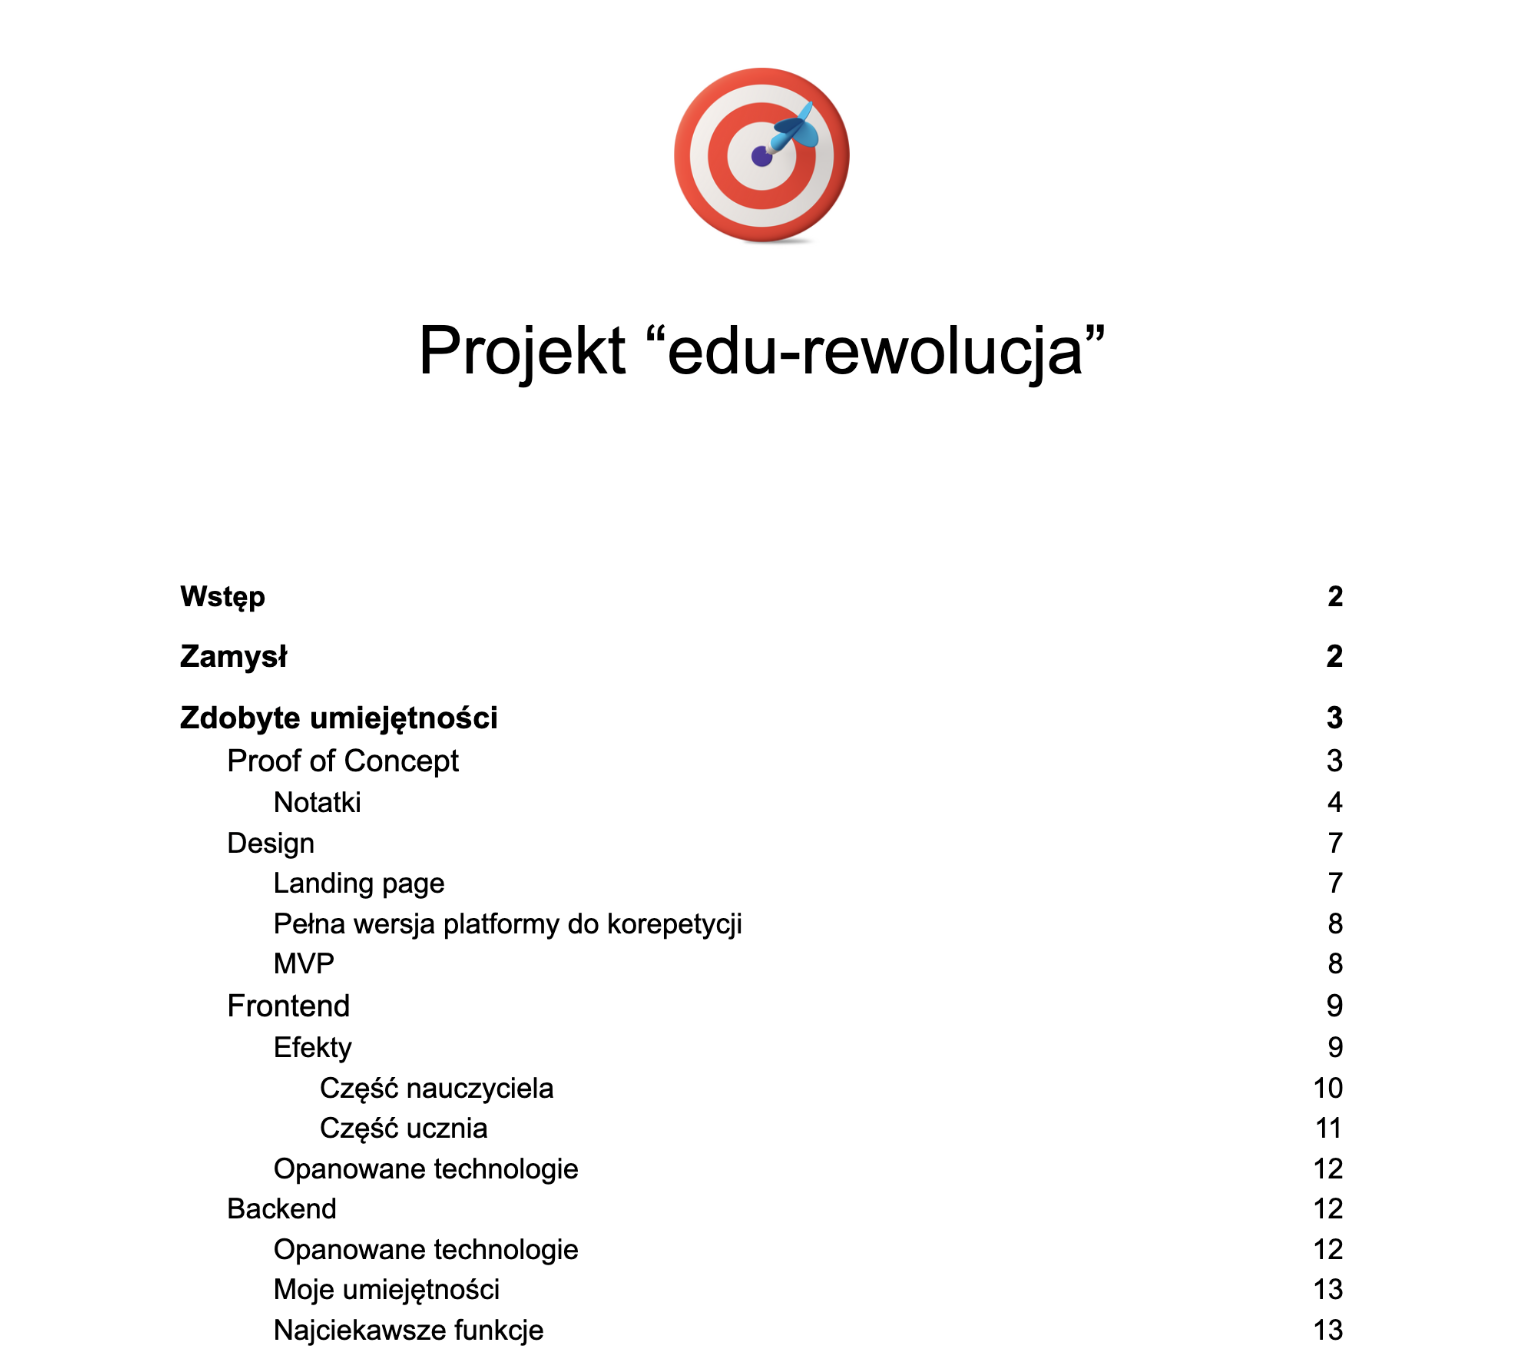 Projekt “edu-rewolucja”
Wstęp 2
Zamysł 2
Zdobyte umiejętności 3
Proof of Concept 3
Notatki 4
Design 7
Landing page 7
Pełna wersja platformy do korepetycji 8
MVP 8
Frontend 9
Efekty 9
Część nauczyciela 10
Część ucznia 11
Opanowane technologie 12
Backend 12
Opanowane technologie 12
Moje umiejętności 13
Najciekawsze funkcje 13